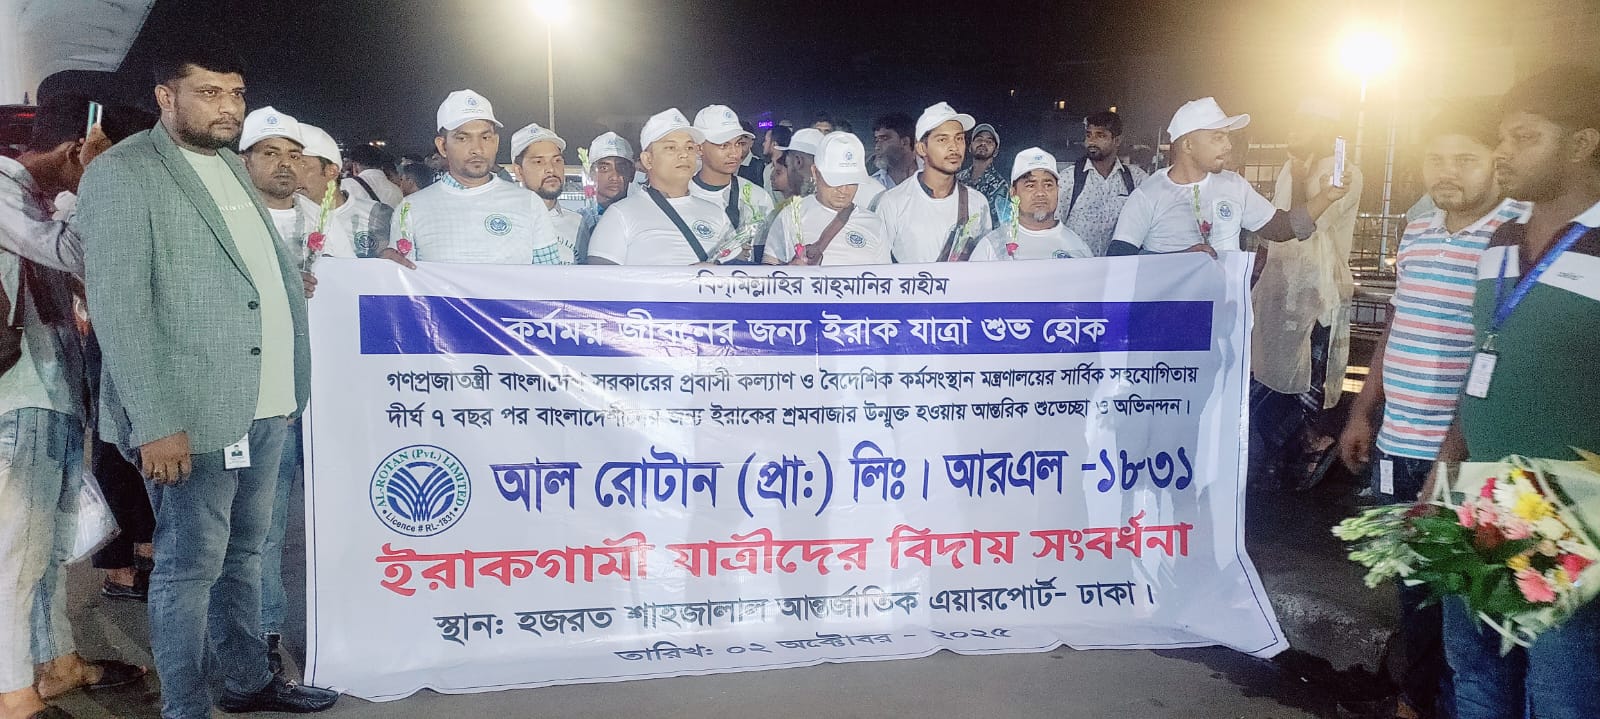 বিস্‌মিল্লাহির রাহ্‌মানির রাহীম
কর্মময় জীবনের জন্য ইরাক যাত্রা শুভ হোক
গণপ্রজাতন্ত্রী বাংলাদেশ সরকারের প্রবাসী কল্যাণ ও বৈদেশিক কর্মসংস্থান মন্ত্রণালয়ের সার্বিক সহযোগিতায়
দীর্ঘ ৭ বছর পর বাংলাদেশীদের জন্য ইরাকের শ্রমবাজার উন্মুক্ত হওয়ায় আন্তরিক শুভেচ্ছা ও অভিনন্দন।
AL-ROTAN (Pvt.) LIMITED
Licence # RL-1831
আল রোটান (প্রা:) লিঃ। আরএল -১৮৩১
ইরাকগামী যাত্রীদের বিদায় সংবর্ধনা
স্থান: হজরত শাহজালাল আন্তর্জাতিক এয়ারপোর্ট- ঢাকা।
তারিখ: ০২ অক্টোবর - ২০২৫